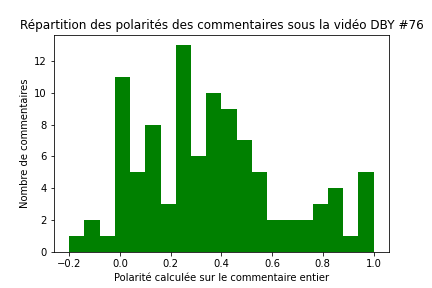 Répartition des polarités des commentaires sous la vidéo DBY #76
Nombre de commentaires
12
10
8
6
4
2
0
−0.2 0.0 0.2 0.4 0.6 0.8 1.0
Polarité calculée sur le commentaire entier